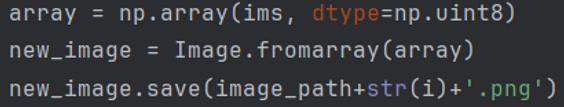 array = np.array(ims, dtype=np.uint8)
new_image = Image.fromarray(array)
new_image.save(image_path+str(i)+'.png')